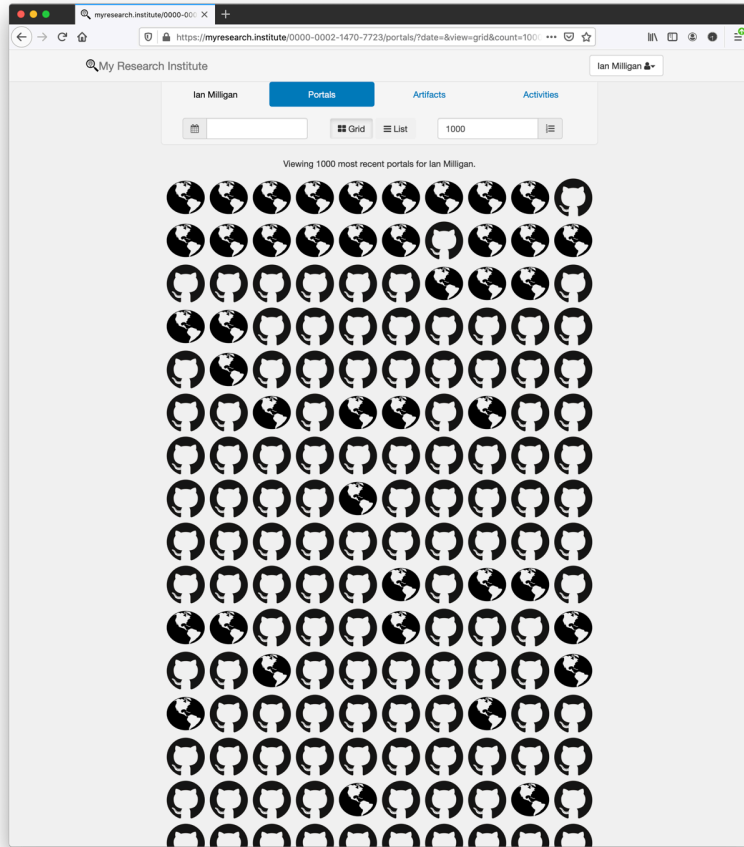 myresearch.institute/0000-000
https://myresearch.institute/0000-0002-1470-7723/portals/?date=&view=grid&count=100
My Research Institute
Ian Milligan
Ian Milligan Portals Artifacts Activities
Grid List 1000
Viewing 1000 most recent portals for Ian Milligan.